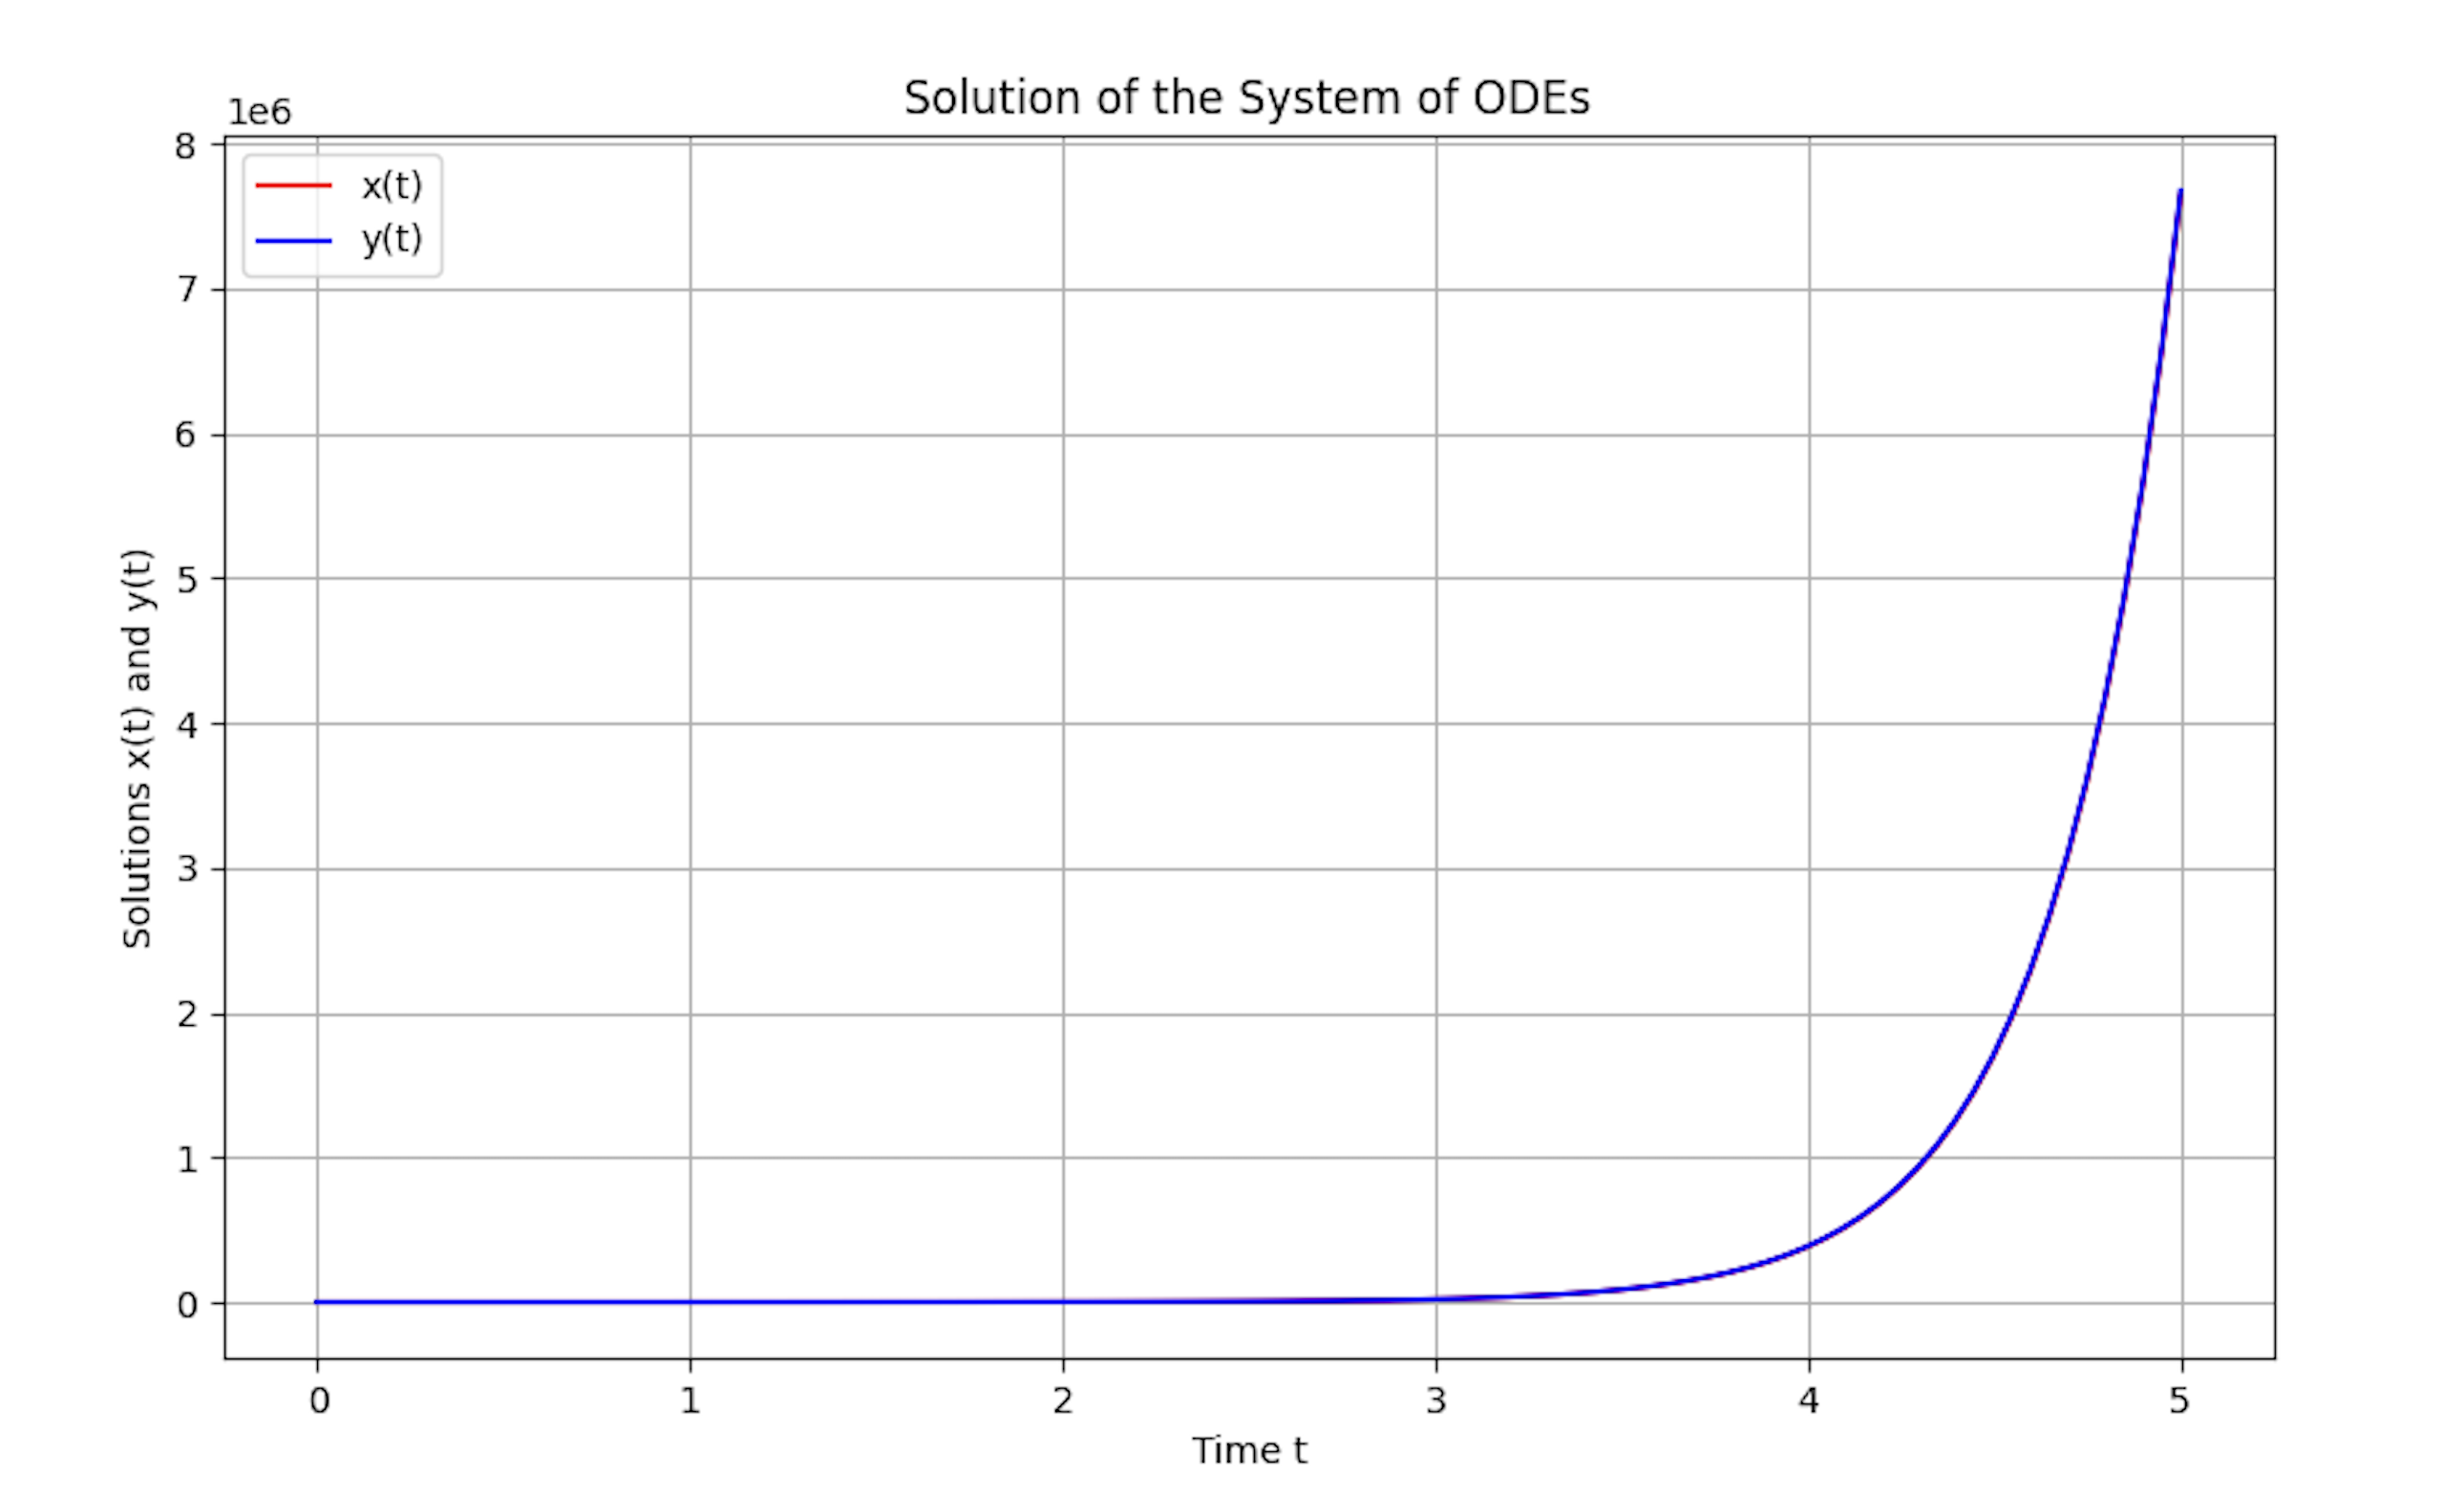 Solution of the System of ODEs
1e6
8
x(t)
y(t)
7
6
5
4
3
2
1
0
Solutions x(t) and y(t)
0 1 2 3 4 5
Time t